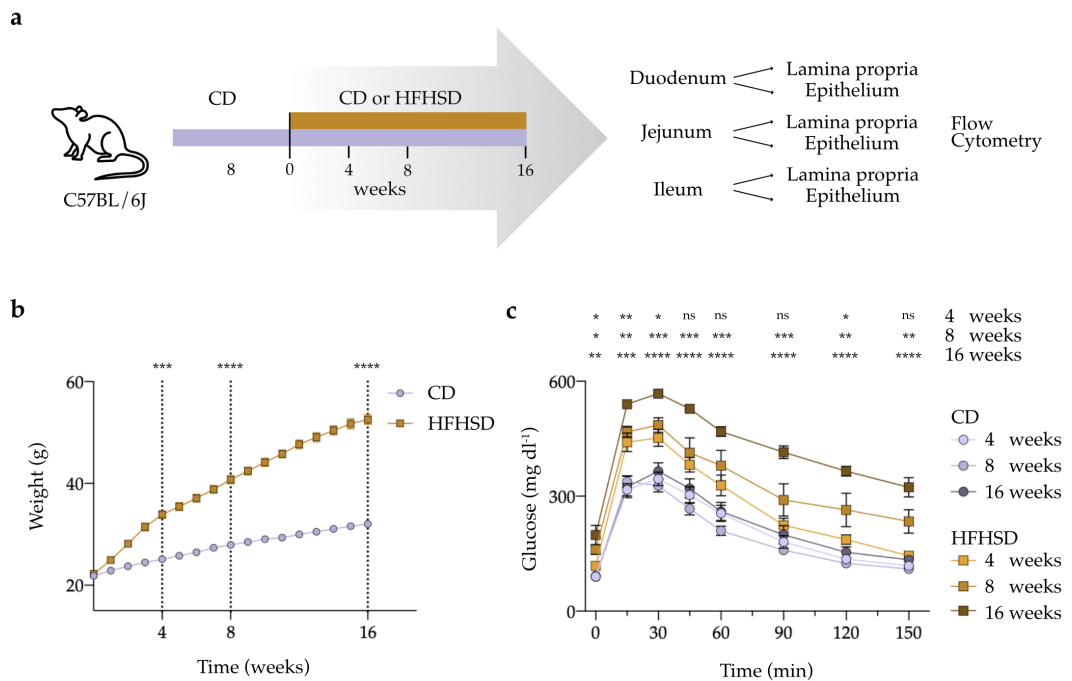 a
CD
CD or HFHSD
8
0
4
8
16
weeks
C57BL/6J
Duodenum
Lamina propria
Epithelium
Jejunum
Lamina propria
Epithelium
Ileum
Lamina propria
Epithelium
Flow
Cytometry
b
*** **** ****
CD
HFHSD
60
40
20
Weight (g)
4 8 16
Time (weeks)
c
* ** * ns ns ns * ns 4 weeks
* ** *** *** *** *** ** ** 8 weeks
** *** **** **** **** **** **** **** 16 weeks
600
300
0
Glucose (mg dl⁻¹)
0 30 60 90 120 150
Time (min)
CD
4 weeks
8 weeks
16 weeks
HFHSD
4 weeks
8 weeks
16 weeks